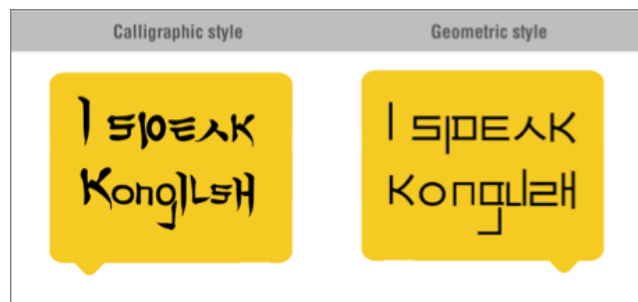 Calligraphic style
Geometric style
I SPEAK
KongLisH
I SPEAK
KongLisH